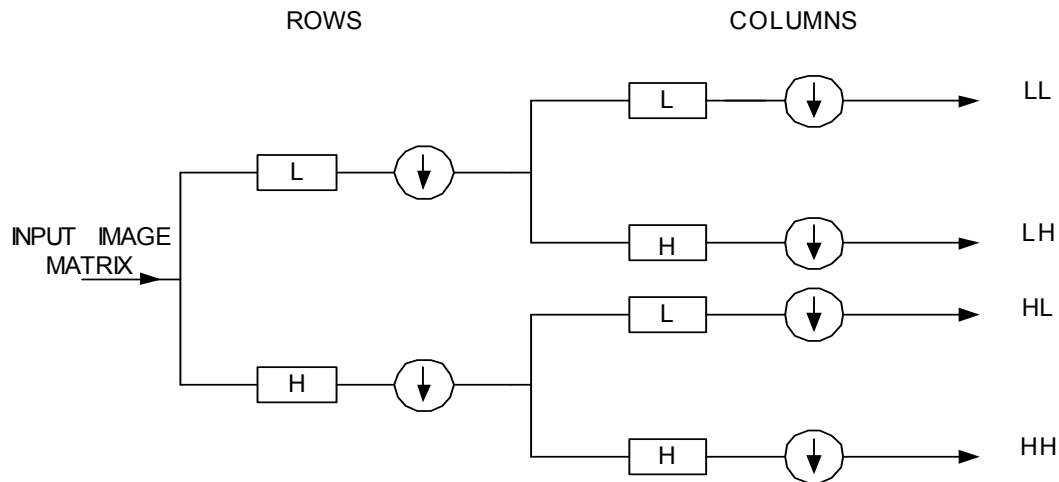 ROWS
COLUMNS
L
LL
L
H
LH
INPUT IMAGE
MATRIX
L
HL
H
H
HH